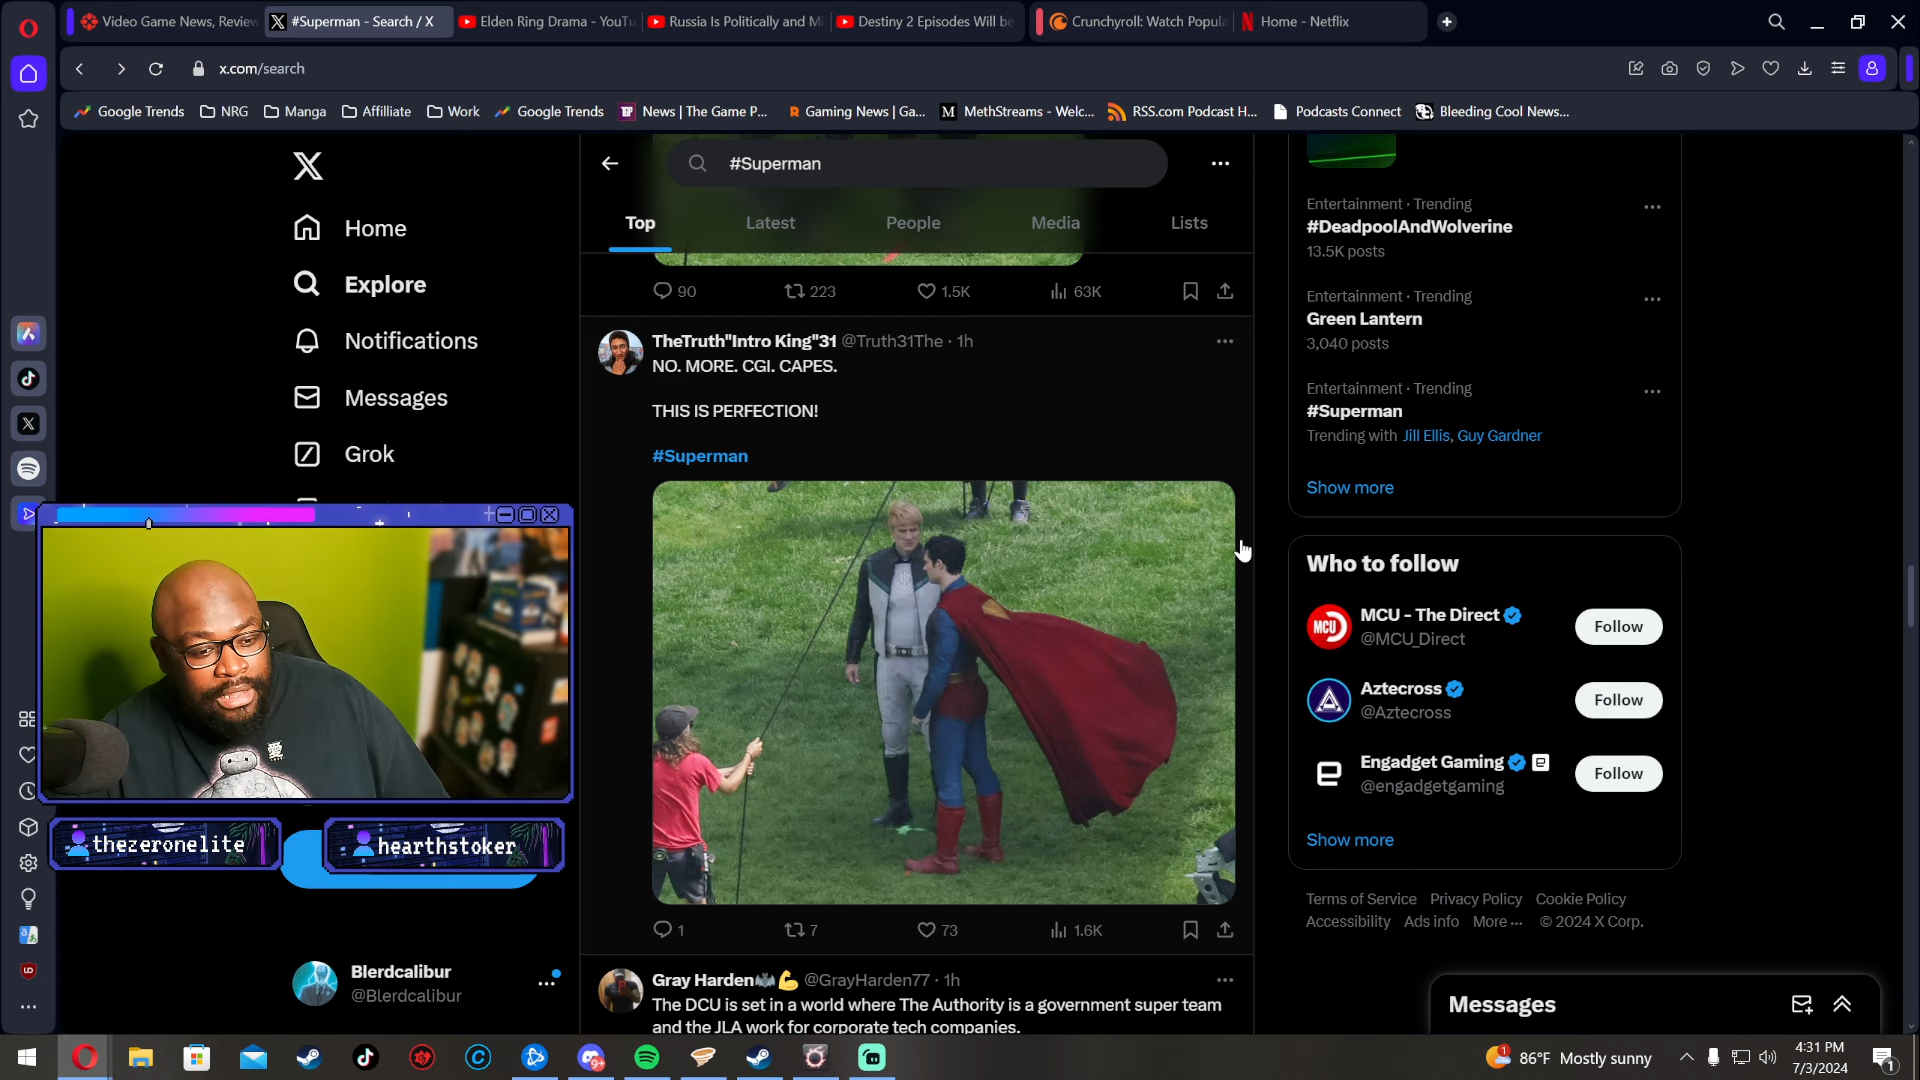 Video Game News, Review
#Superman - Search / X
Elden Ring Drama - YouTu
Russia Is Politically and Mi
Destiny 2 Episodes Will be
Crunchyroll: Watch Popula
Home - Netflix
x.com/search
Google Trends
NRG
Manga
Affilliate
Work
Google Trends
News | The Game P...
Gaming News | Ga...
MethStreams - Welc...
RSS.com Podcast H...
Podcasts Connect
Bleeding Cool News...
#Superman
Top
Latest
People
Media
Lists
Home
Explore
Notifications
Messages
Grok
90
223
1.5K
63K
TheTruth"Intro King"31 @Truth31The · 1h
NO. MORE. CGI. CAPES.
THIS IS PERFECTION!
#Superman
1
7
73
1.6K
Gray Harden🦇💪 @GrayHarden77 · 1h
The DCU is set in a world where The Authority is a government super team
and the JLA work for corporate tech companies.
Entertainment · Trending
#DeadpoolAndWolverine
13.5K posts
Entertainment · Trending
Green Lantern
3,040 posts
Entertainment · Trending
#Superman
Trending with Jill Ellis, Guy Gardner
Show more
Who to follow
MCU
MCU - The Direct
@MCU_Direct
Follow
Aztecross
@Aztecross
Follow
Engadget Gaming
@engadgetgaming
Follow
Show more
Terms of Service Privacy Policy Cookie Policy
Accessibility Ads info More ··· © 2024 X Corp.
愛
thezeronelite
hearthstoker
Blerdcalibur
@Blerdcalibur
Messages
9+
1
86°F Mostly sunny
4:31 PM
7/3/2024
1